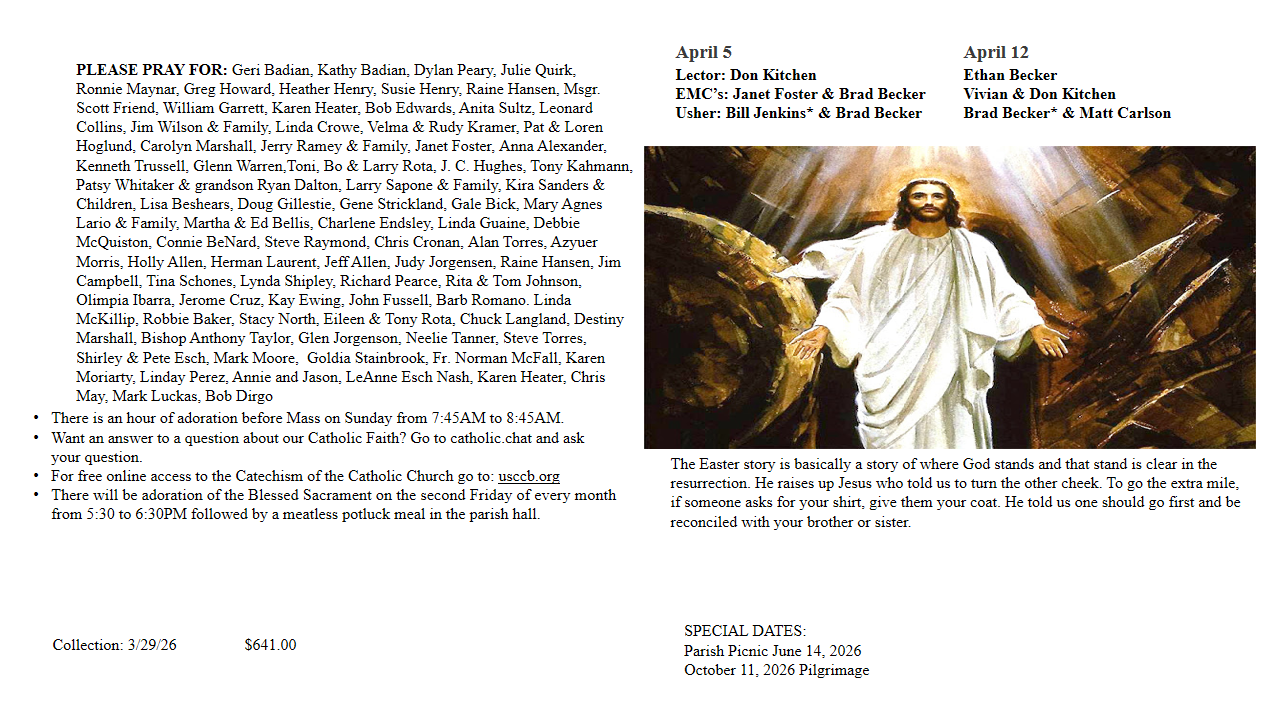 PLEASE PRAY FOR: Geri Badian, Kathy Badian, Dylan Peary, Julie Quirk,
Ronnie Maynar, Greg Howard, Heather Henry, Susie Henry, Raine Hansen, Msgr.
Scott Friend, William Garrett, Karen Heater, Bob Edwards, Anita Sultz, Leonard
Collins, Jim Wilson & Family, Linda Crowe, Velma & Rudy Kramer, Pat & Loren
Hoglund, Carolyn Marshall, Jerry Ramey & Family, Janet Foster, Anna Alexander,
Kenneth Trussell, Glenn Warren,Toni, Bo & Larry Rota, J. C. Hughes, Tony Kahmann,
Patsy Whitaker & grandson Ryan Dalton, Larry Sapone & Family, Kira Sanders &
Children, Lisa Beshears, Doug Gillestie, Gene Strickland, Gale Bick, Mary Agnes
Lario & Family, Martha & Ed Bellis, Charlene Endsley, Linda Guaine, Debbie
McQuiston, Connie BeNard, Steve Raymond, Chris Cronan, Alan Torres, Azyuer
Morris, Holly Allen, Herman Laurent, Jeff Allen, Judy Jorgensen, Raine Hansen, Jim
Campbell, Tina Schones, Lynda Shipley, Richard Pearce, Rita & Tom Johnson,
Olimpia Ibarra, Jerome Cruz, Kay Ewing, John Fussell, Barb Romano. Linda
McKillip, Robbie Baker, Stacy North, Eileen & Tony Rota, Chuck Langland, Destiny
Marshall, Bishop Anthony Taylor, Glen Jorgenson, Neelie Tanner, Steve Torres,
Shirley & Pete Esch, Mark Moore,  Goldia Stainbrook, Fr. Norman McFall, Karen
Moriarty, Linday Perez, Annie and Jason, LeAnne Esch Nash, Karen Heater, Chris
May, Mark Luckas, Bob Dirgo
• There is an hour of adoration before Mass on Sunday from 7:45AM to 8:45AM.
• Want an answer to a question about our Catholic Faith? Go to catholic.chat and ask
your question.
• For free online access to the Catechism of the Catholic Church go to: usccb.org
• There will be adoration of the Blessed Sacrament on the second Friday of every month
from 5:30 to 6:30PM followed by a meatless potluck meal in the parish hall.
Collection: 3/29/26 $641.00
April 5 April 12
Lector: Don Kitchen Ethan Becker
EMC’s: Janet Foster & Brad Becker Vivian & Don Kitchen
Usher: Bill Jenkins* & Brad Becker Brad Becker* & Matt Carlson
The Easter story is basically a story of where God stands and that stand is clear in the
resurrection. He raises up Jesus who told us to turn the other cheek. To go the extra mile,
if someone asks for your shirt, give them your coat. He told us one should go first and be
reconciled with your brother or sister.
SPECIAL DATES:
Parish Picnic June 14, 2026
October 11, 2026 Pilgrimage